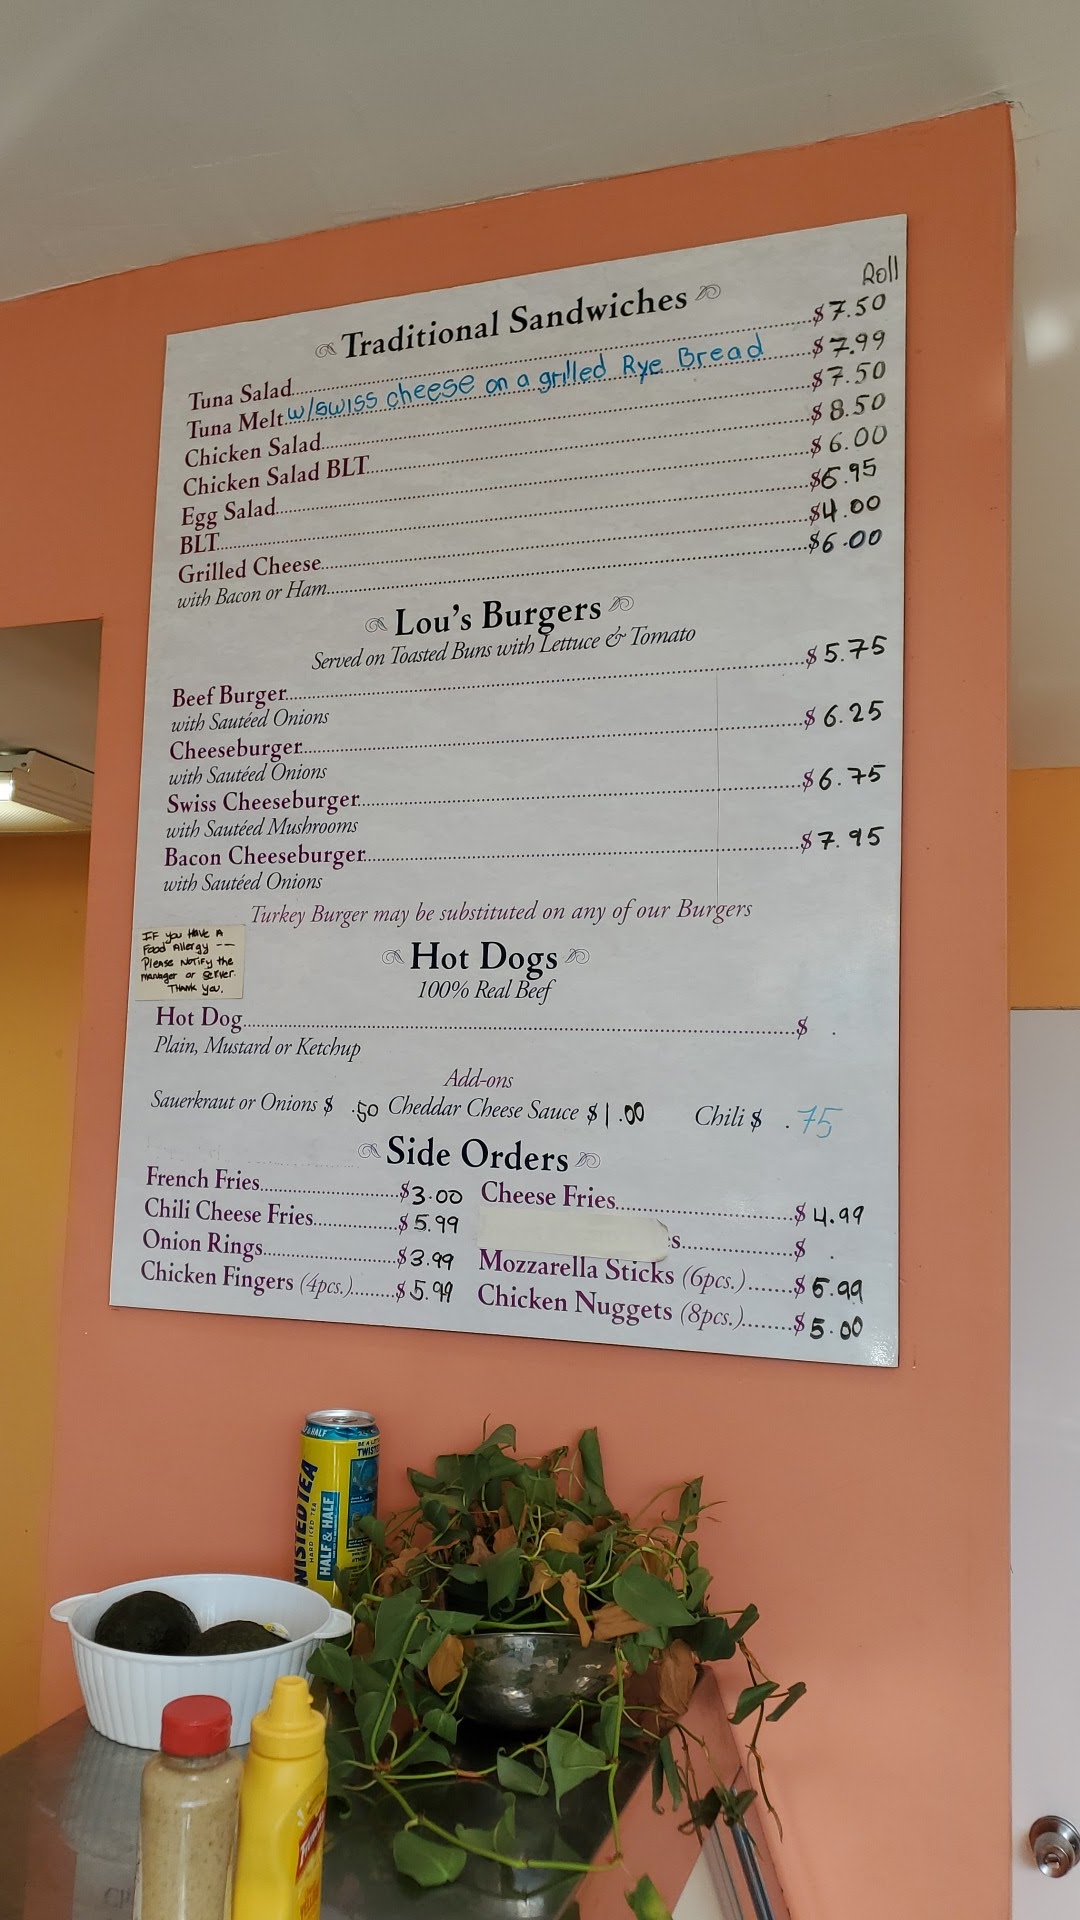 Roll
Traditional Sandwiches
Tuna Salad $7.50
Tuna Melt w/swiss cheese on a grilled Rye Bread $7.99
Chicken Salad $7.50
Chicken Salad BLT $8.50
Egg Salad $6.00
BLT $6.95
Grilled Cheese $4.00
with Bacon or Ham $6.00
Lou's Burgers
Served on Toasted Buns with Lettuce & Tomato
Beef Burger $5.75
with Sautéed Onions
Cheeseburger $6.25
with Sautéed Onions
Swiss Cheeseburger $6.75
with Sautéed Mushrooms
Bacon Cheeseburger $7.95
with Sautéed Onions
Turkey Burger may be substituted on any of our Burgers
IF you HAVE A
Food Allergy --
Please Notify the
manager or Server.
THANK you.
Hot Dogs
100% Real Beef
Hot Dog $ .
Plain, Mustard or Ketchup
Add-ons
Sauerkraut or Onions $ .50 Cheddar Cheese Sauce $1.00 Chili $ .75
Side Orders
French Fries $3.00 Cheese Fries $4.99
Chili Cheese Fries $5.99 es $ .
Onion Rings $3.99 Mozzarella Sticks (6pcs.) $5.99
Chicken Fingers (4pcs.) $5.99 Chicken Nuggets (8pcs.) $5.00
& HALF
TWISTED TEA
HARD ICED TEA
HALF & HALF